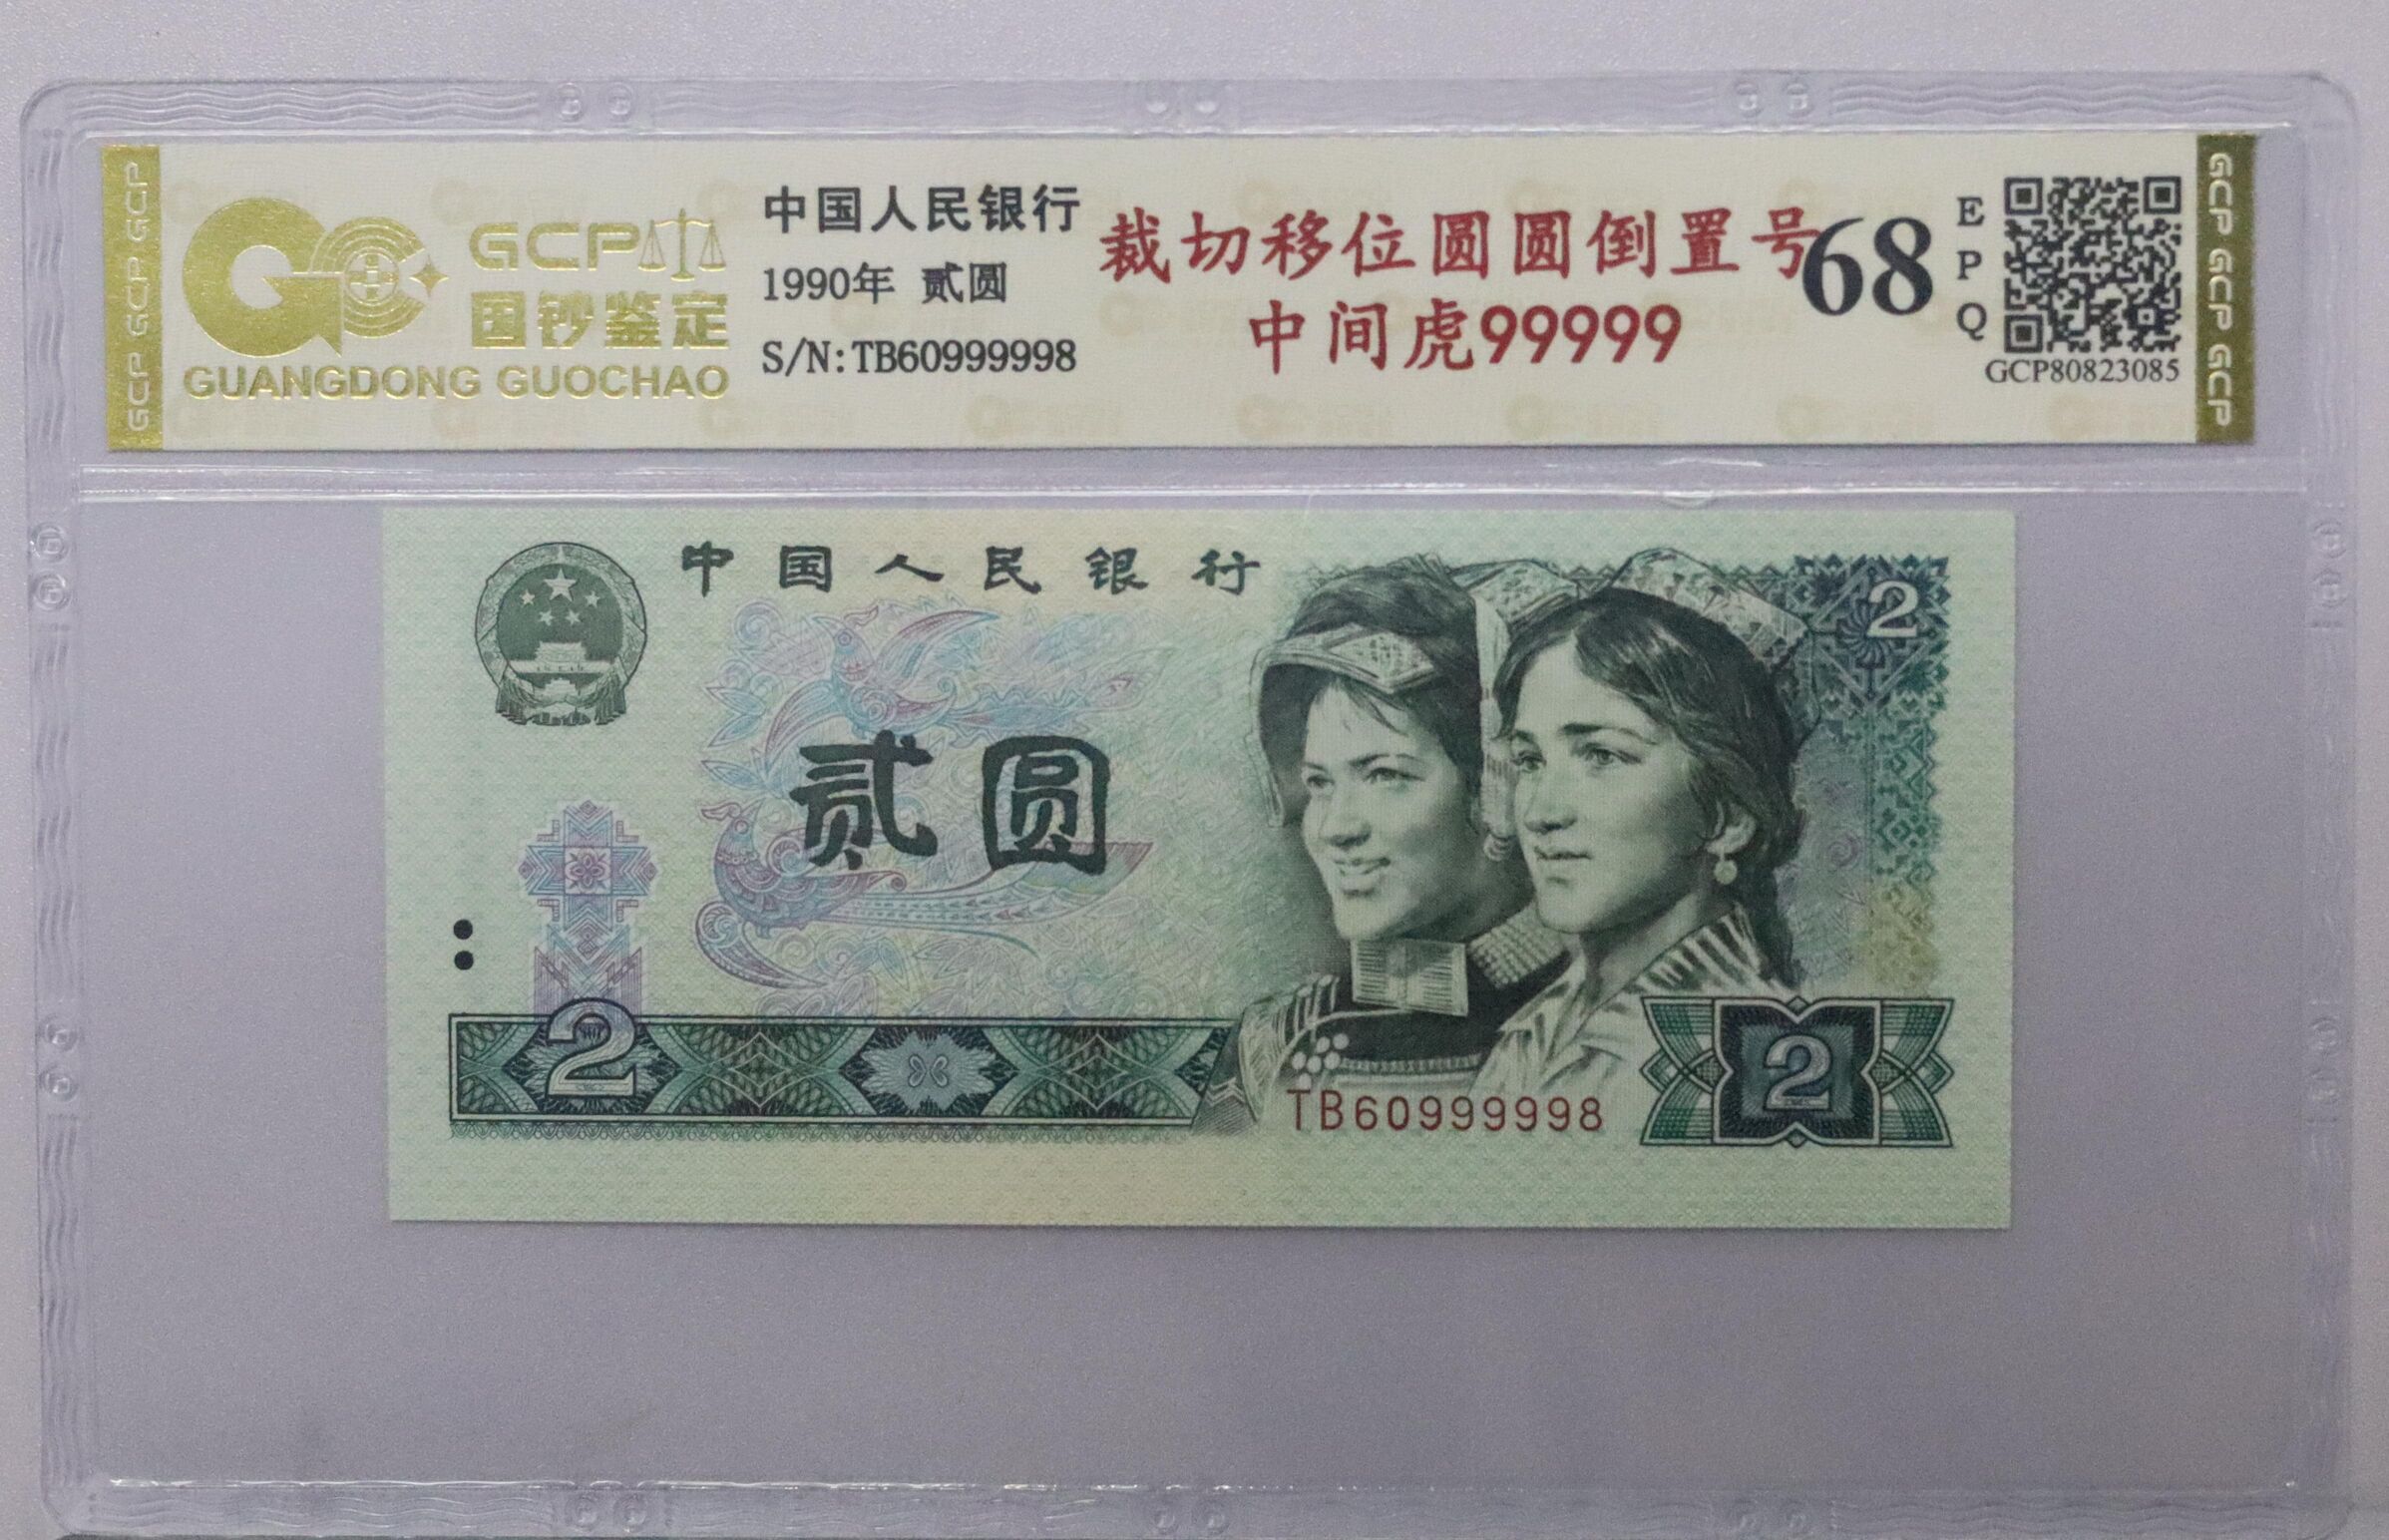 GCP GCP GCP GCP
GCP
国钞鉴定
GUANGDONG GUOCHAO
中国人民银行
1990年 贰圆
S/N:TB60999998
裁切移位圆圆倒置号
中间虎99999
68
EPQ
GCP80823085
GCP GCP GCP GCP
中国人民银行
2
贰圆
2
TB60999998
2